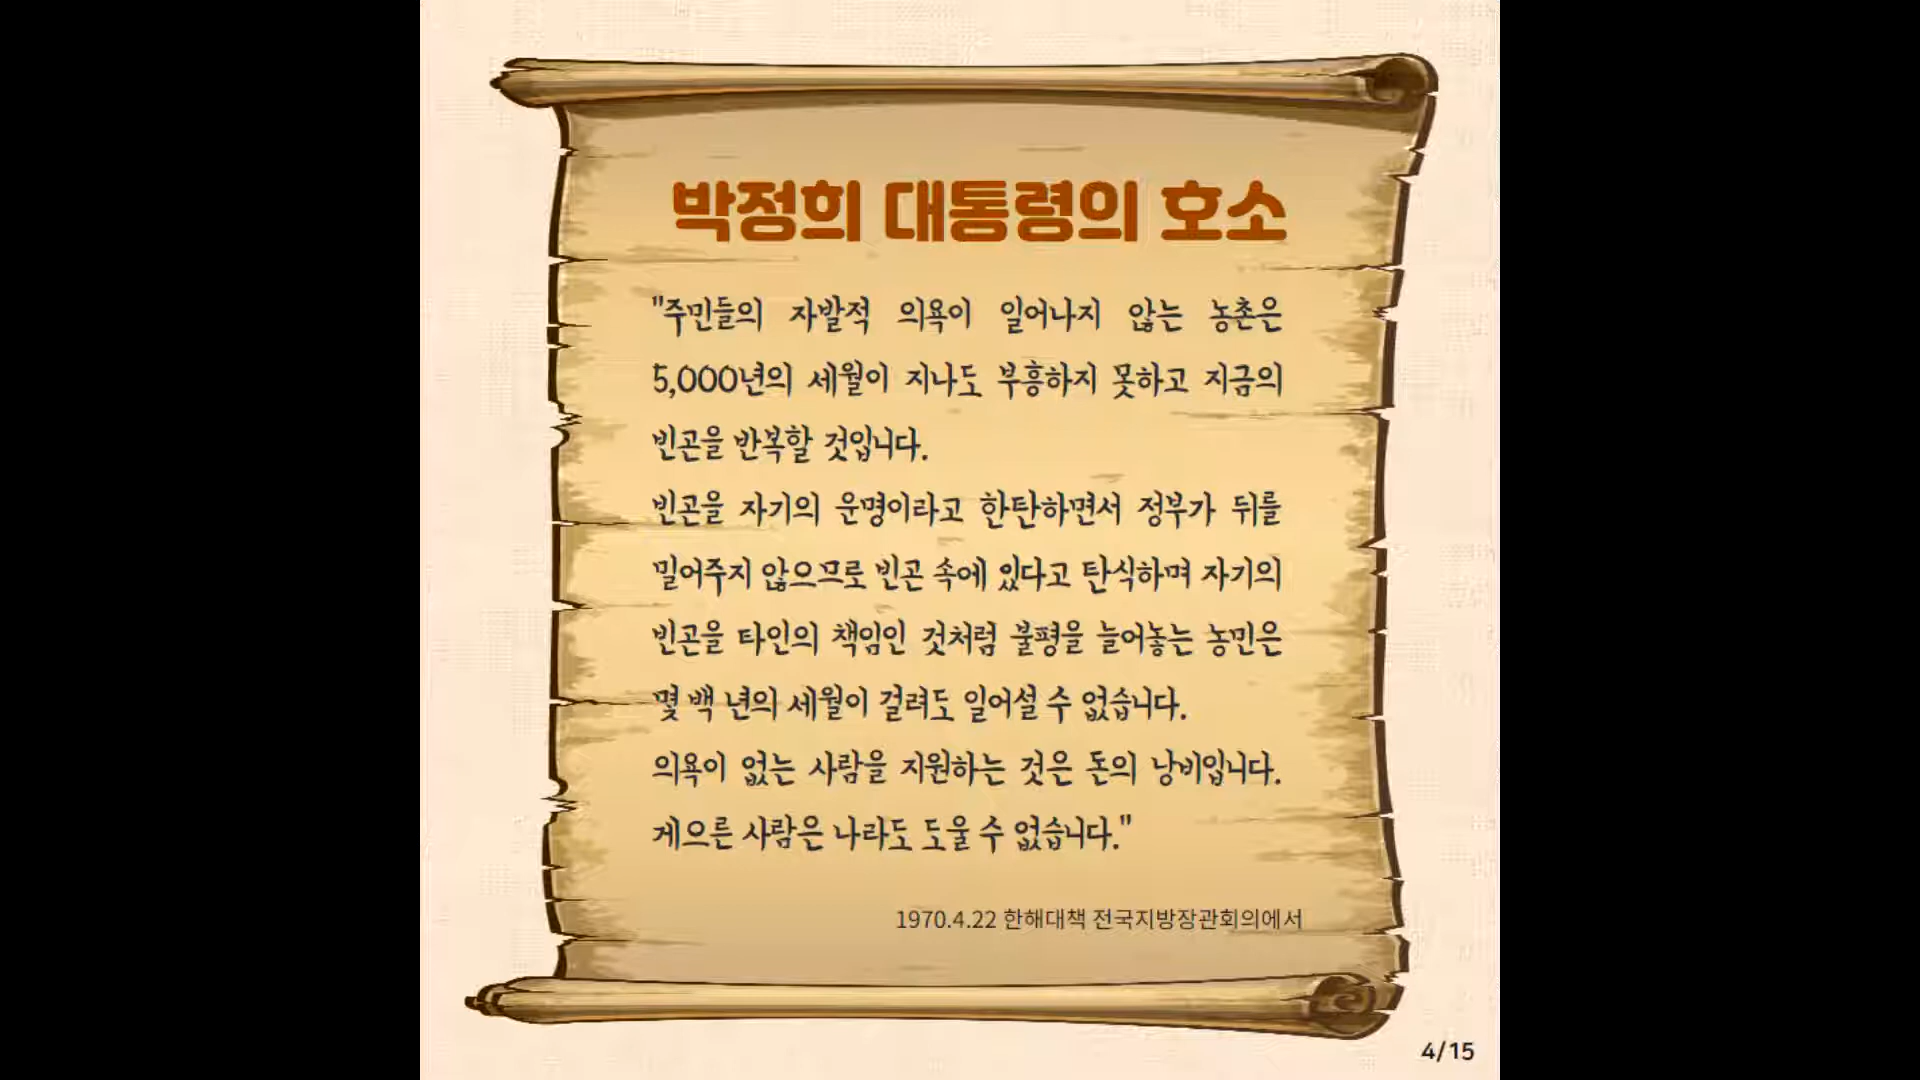 박정희 대통령의 호소
"주민들의 자발적 의욕이 일어나지 않는 농촌은
5,000년의 세월이 지나도 부흥하지 못하고 지금의
빈곤을 반복할 것입니다.
빈곤을 자기의 운명이라고 한탄하면서 정부가 뒤를
밀어주지 않으므로 빈곤 속에 있다고 탄식하며 자기의
빈곤을 타인의 책임인 것처럼 불평을 늘어놓는 농민은
몇 백 년의 세월이 걸려도 일어설 수 없습니다.
의욕이 없는 사람을 지원하는 것은 돈의 낭비입니다.
게으른 사람은 나라도 도울 수 없습니다."
1970.4.22 한해대책 전국지방장관회의에서
4/15